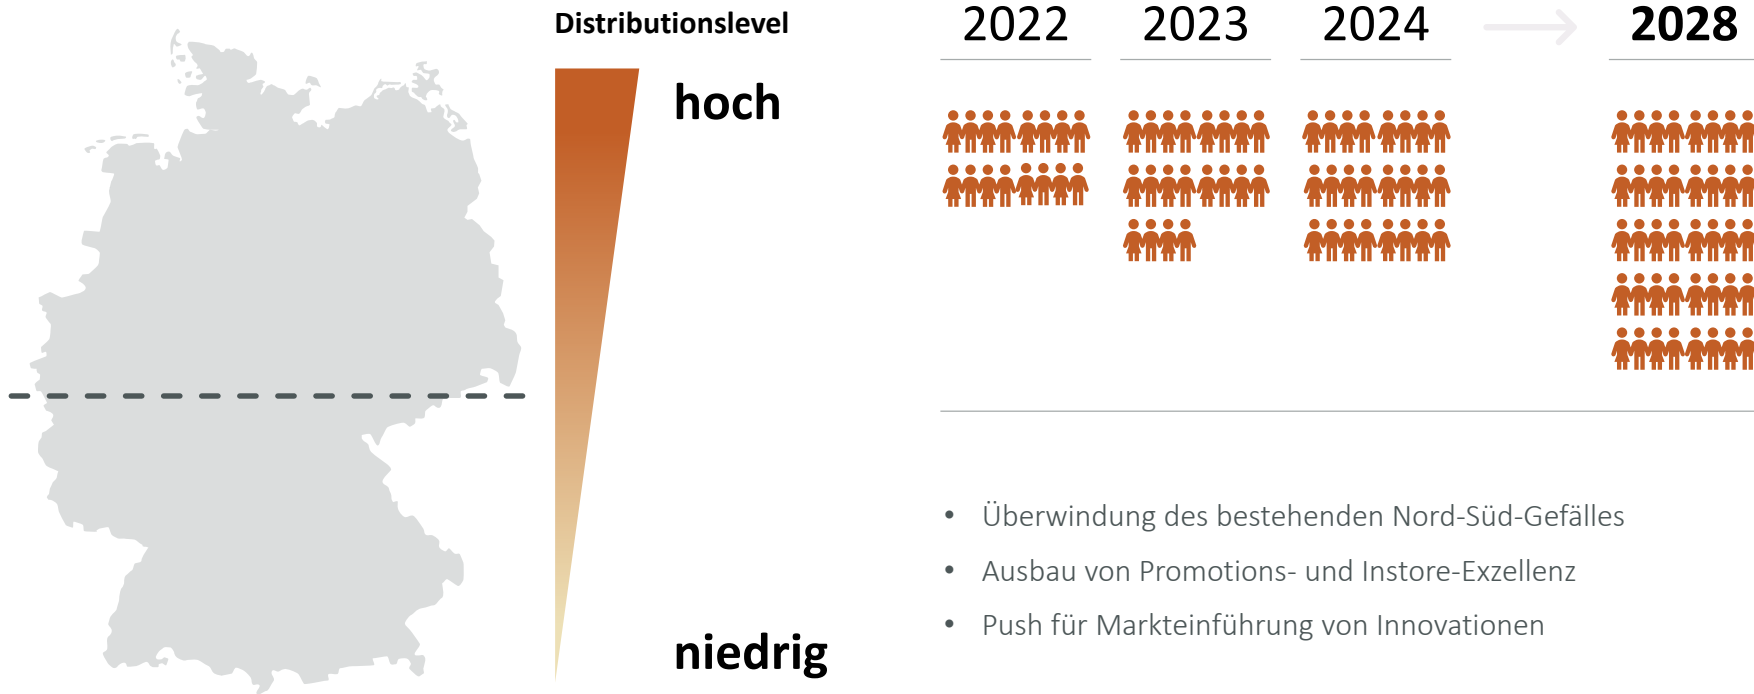 Distributionslevel
hoch
niedrig
2022
2023
2024
2028
• Überwindung des bestehenden Nord-Süd-Gefälles
• Ausbau von Promotions- und Instore-Exzellenz
• Push für Markteinführung von Innovationen